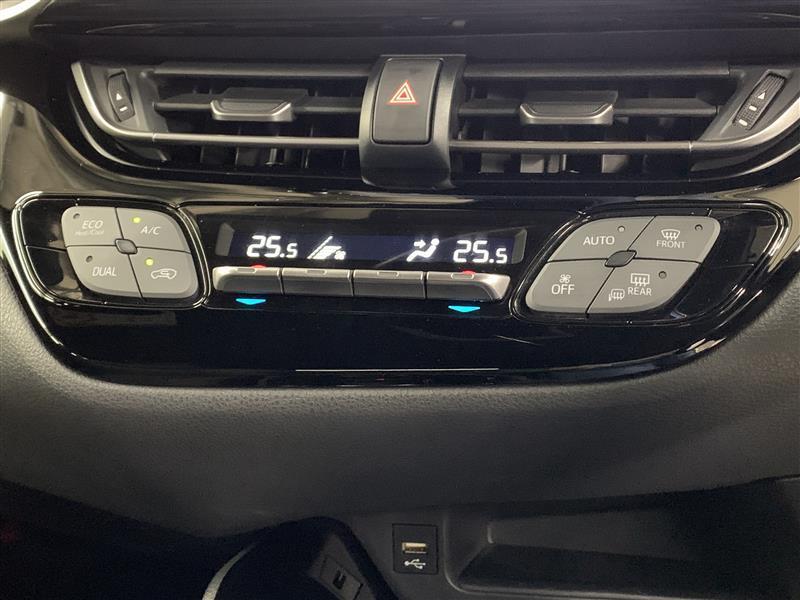 ECO
Heat/Cool
A/C
DUAL
25.5
25.5
AUTO
FRONT
OFF
REAR